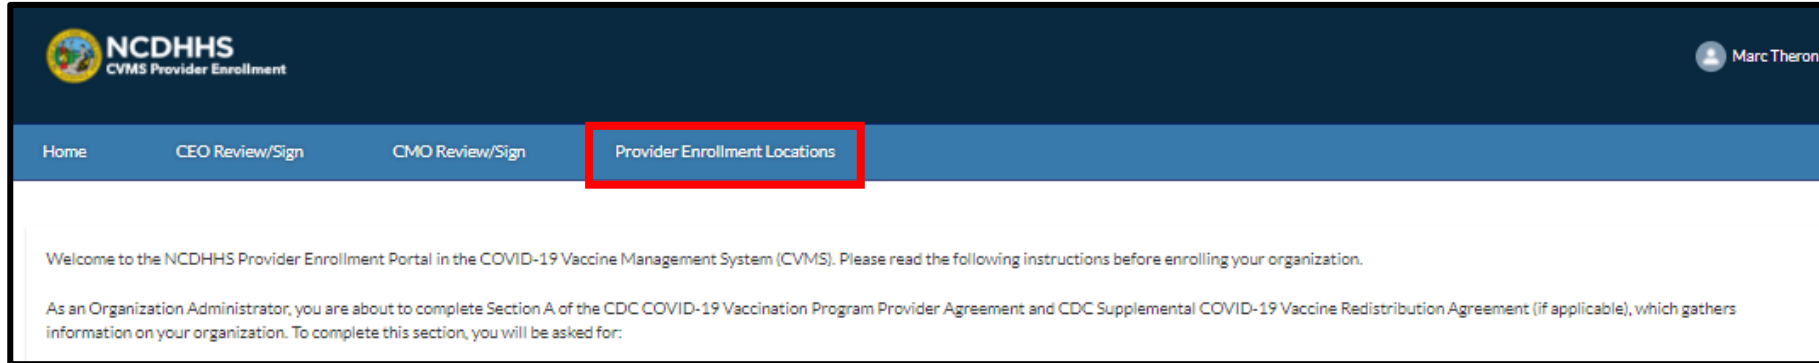 NCDHHS
CVMS Provider Enrollment
Marc Theron
Home CEO Review/Sign CMO Review/Sign Provider Enrollment Locations
Welcome to the NCDHHS Provider Enrollment Portal in the COVID-19 Vaccine Management System (CVMS). Please read the following instructions before enrolling your organization.
As an Organization Administrator, you are about to complete Section A of the CDC COVID-19 Vaccination Program Provider Agreement and CDC Supplemental COVID-19 Vaccine Redistribution Agreement (if applicable), which gathers
information on your organization. To complete this section, you will be asked for: